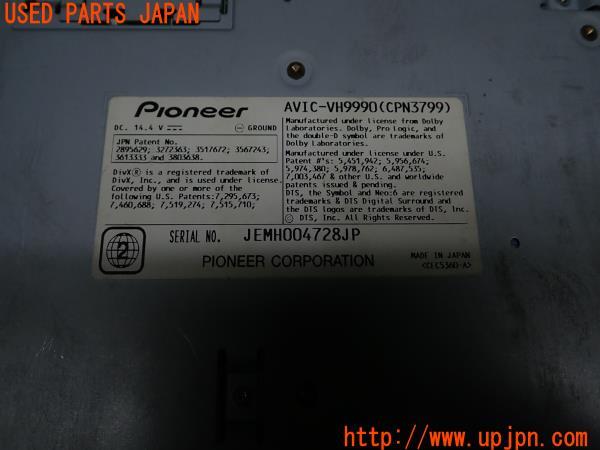 USED PARTS JAPAN
Pioneer
AVIC-VH9990(CPN3799)
DC. 14.4 V
GROUND
JPN Patent No.
2895629; 3272363; 3517672; 3567243;
3613333 and 3803638.
DivX® is a registered trademark of
DivX, Inc., and is used under license.
Covered by one or more of the
following U.S.Patents:7,295,673;
7,460,688; 7,519,274; 7,515,710;
Manufactured under license from Dolby
Laboratories. Dolby, Pro Logic, and
the double-D symbol are trademarks of
Dolby Laboratories.
Manufactured under license under U.S.
Patent #'s: 5,451,942; 5,956,674;
5,974,380; 5,978,762; 6,487,535;
7,003,467 & other U.S. and worldwide
patents issued & pending.
DTS, the Symbol and Neo:6 are registered
trademarks & DTS Digital Surround and
the DTS logos are trademarks of DTS, Inc.
© DTS, Inc. All Rights Reserved.
2
SERIAL NO. JEMH004728JP
PIONEER CORPORATION
MADE IN JAPAN
<CEC5360-A>
URL:
http://www.upjpn.com